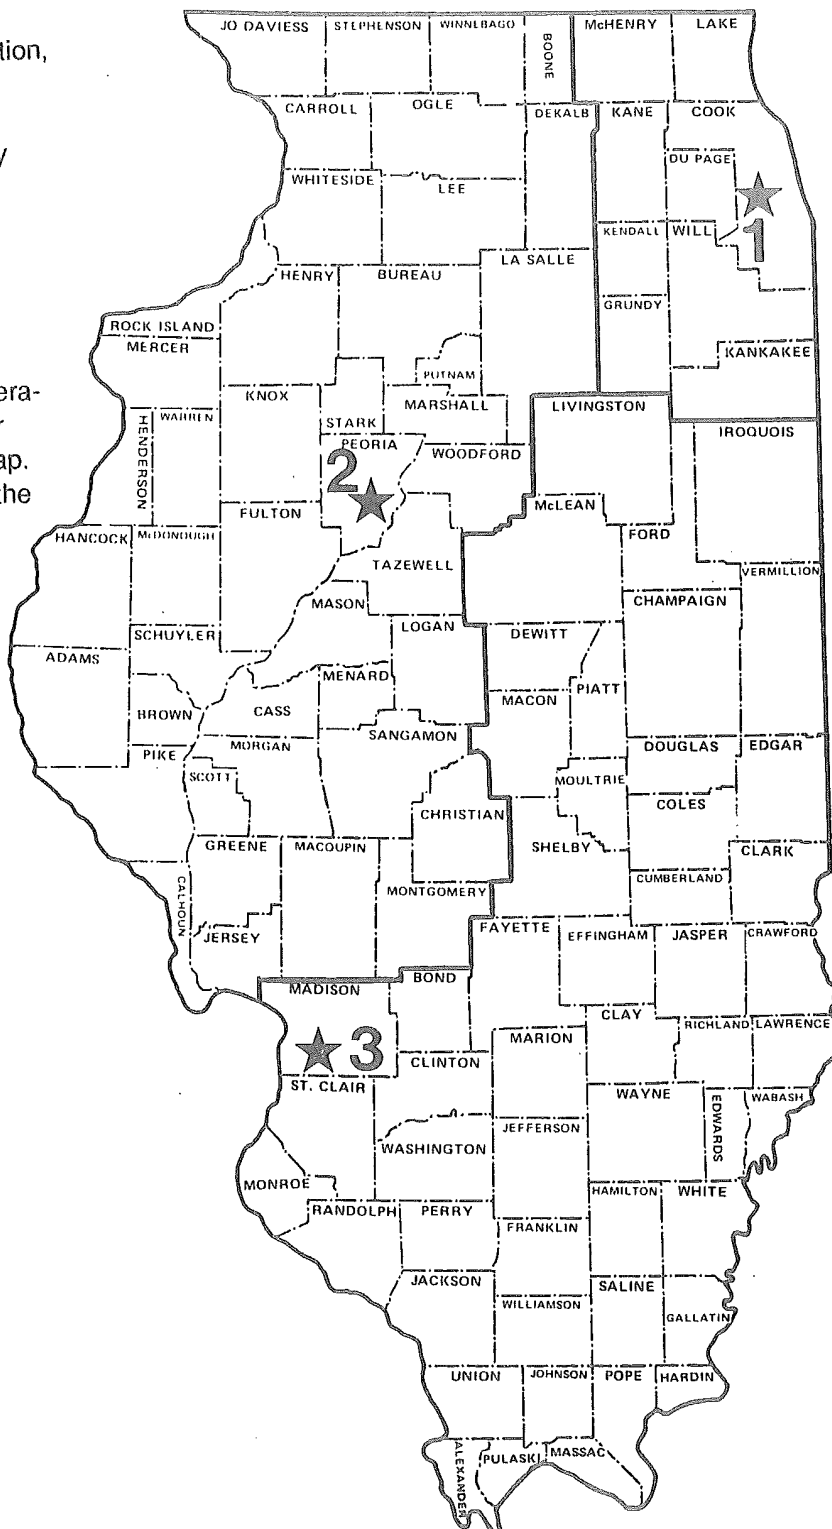 tion,
y
era-
r
ap.
the
JO DAVIESS
STEPHENSON
WINNEBAGO
BOONE
McHENRY
LAKE
CARROLL
OGLE
DEKALB
KANE
COOK
DU PAGE
WHITESIDE
LEE
1
KENDALL
WILL
LA SALLE
HENRY
BUREAU
GRUNDY
ROCK ISLAND
MERCER
KANKAKEE
PUTNAM
KNOX
MARSHALL
LIVINGSTON
STARK
WARREN
HENDERSON
PEORIA
IROQUOIS
WOODFORD
2
McLEAN
FULTON
FORD
HANCOCK
McDONOUGH
TAZEWELL
VERMILLION
MASON
CHAMPAIGN
LOGAN
SCHUYLER
DEWITT
ADAMS
MENARD
PIATT
MACON
CASS
BROWN
SANGAMON
MORGAN
DOUGLAS
EDGAR
PIKE
SCOTT
MOULTRIE
COLES
CHRISTIAN
GREENE
MACOUPIN
SHELBY
CLARK
CUMBERLAND
CALHOUN
MONTGOMERY
FAYETTE
EFFINGHAM
JASPER
CRAWFORD
JERSEY
BOND
MADISON
CLAY
RICHLAND
LAWRENCE
MARION
3
CLINTON
ST. CLAIR
WAYNE
EDWARDS
WABASH
JEFFERSON
WASHINGTON
MONROE
HAMILTON
WHITE
RANDOLPH
PERRY
FRANKLIN
JACKSON
SALINE
WILLIAMSON
GALLATIN
UNION
JOHNSON
POPE
HARDIN
ALEXANDER
PULASKI
MASSAC